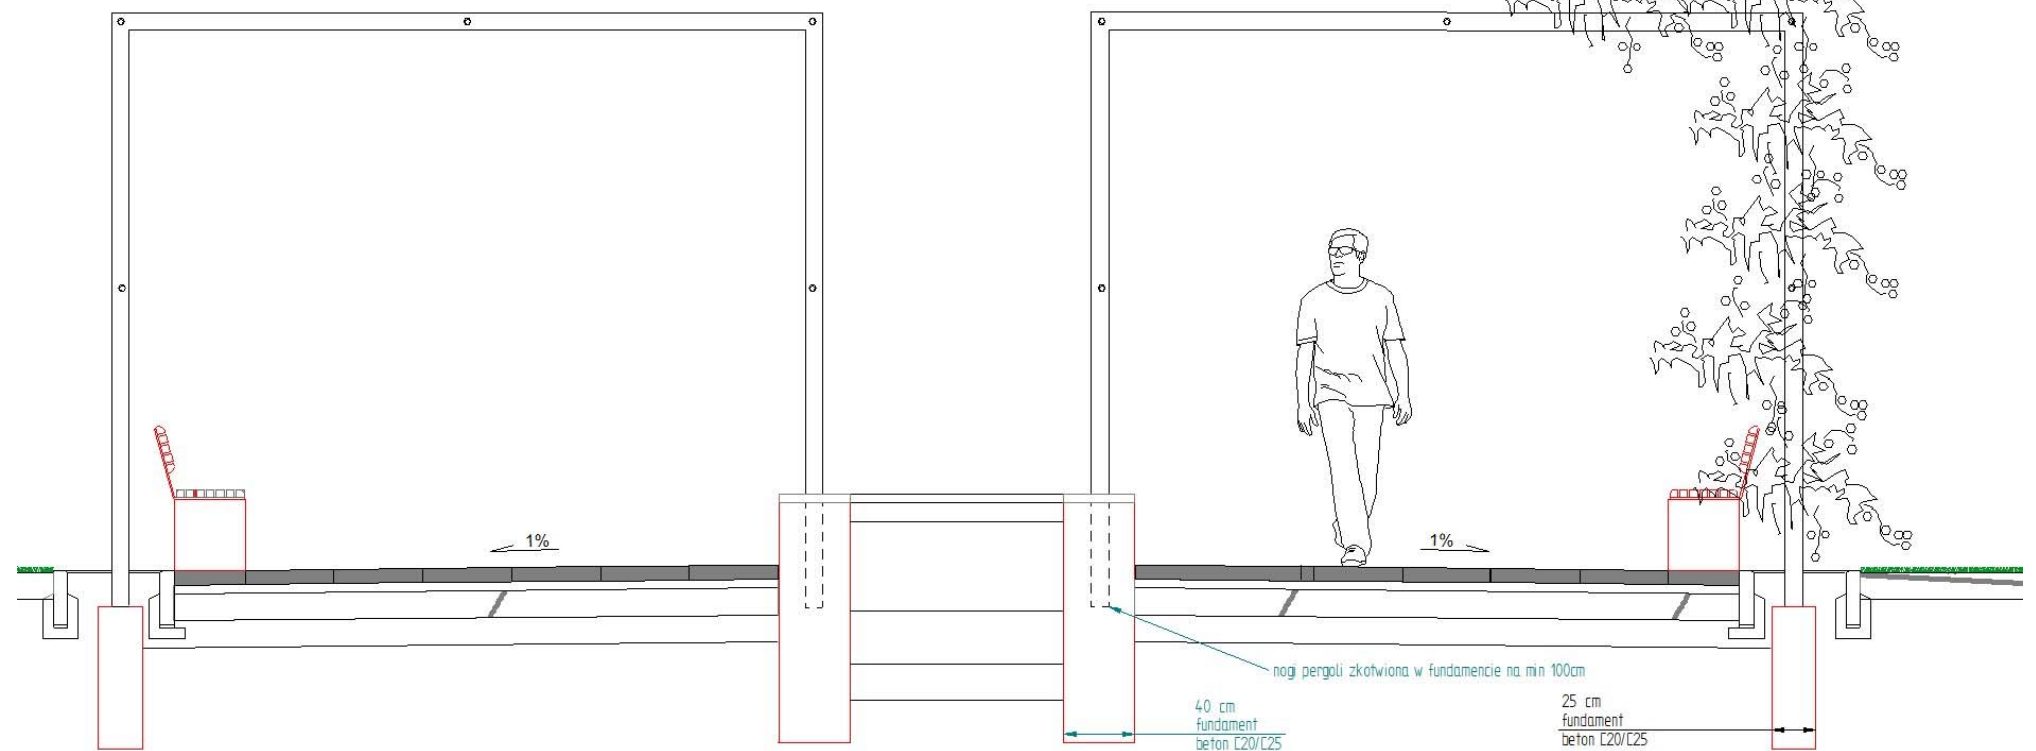 1%
1%
nogi pergoli zkotwiona w fundamencie na min 100cm
40 cm
fundament
beton C20/C25
25 cm
fundament
beton C20/C25